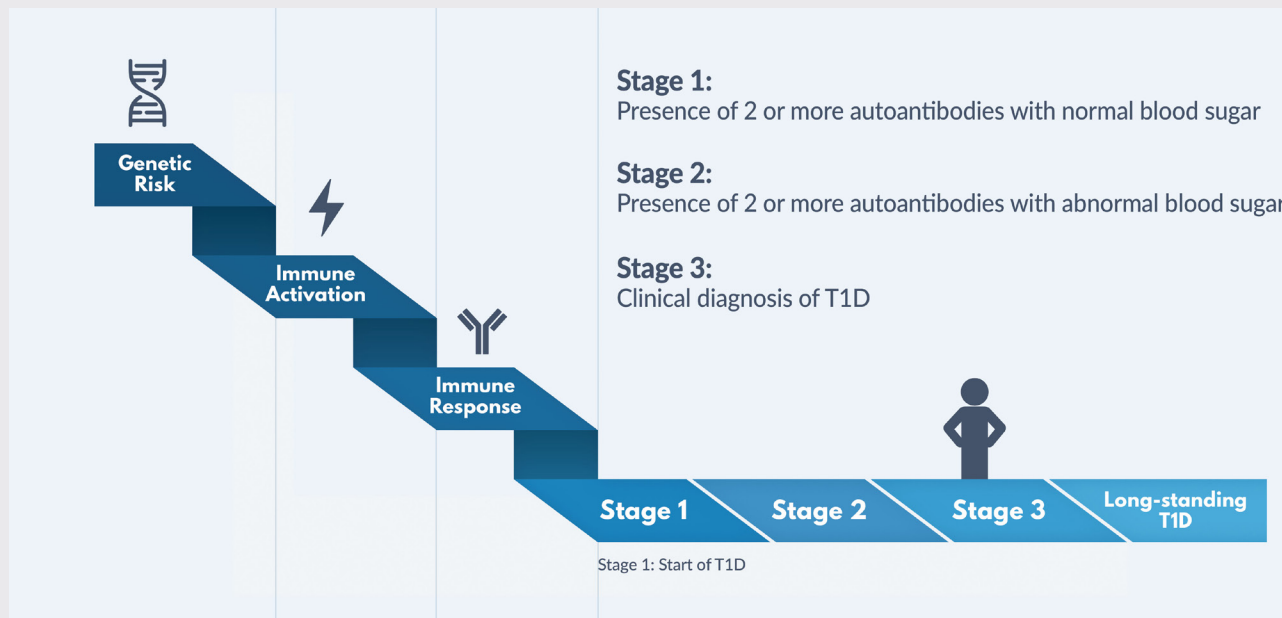 Stage 1:
Presence of 2 or more autoantibodies with normal blood sugar
Stage 2:
Presence of 2 or more autoantibodies with abnormal blood sugar
Stage 3:
Clinical diagnosis of T1D
Genetic
Risk
Immune
Activation
Immune
Response
Stage 1
Stage 2
Stage 3
Long-standing
T1D
Stage 1: Start of T1D